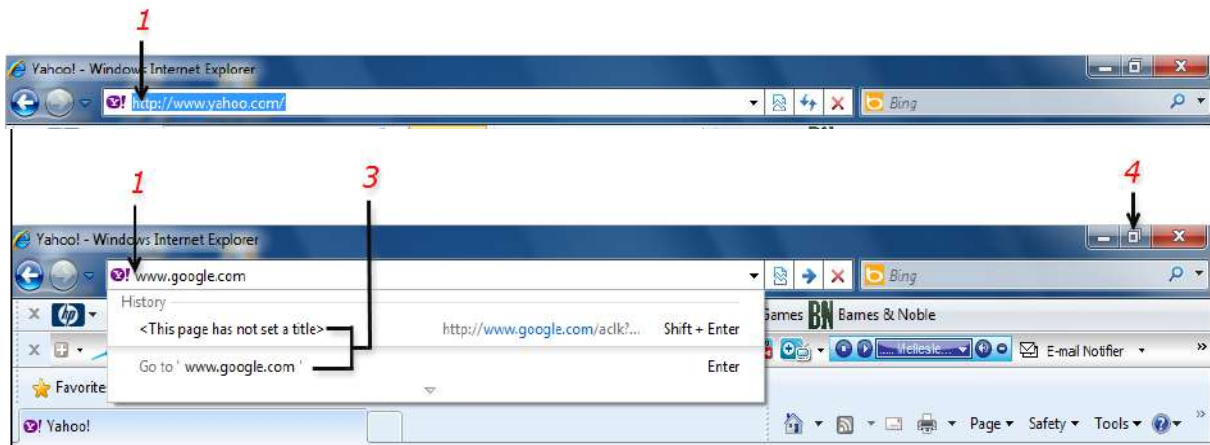 1
Yahoo! - Windows Internet Explorer
http://www.yahoo.com/
Bing
1
3
4
Yahoo! - Windows Internet Explorer
www.google.com
Bing
History
<This page has not set a title> http://www.google.com/aclk?... Shift + Enter
Go to ' www.google.com ' Enter
Games BN Barnes & Noble
hp
E-mail Notifier
Favorite
Yahoo!
Page Safety Tools